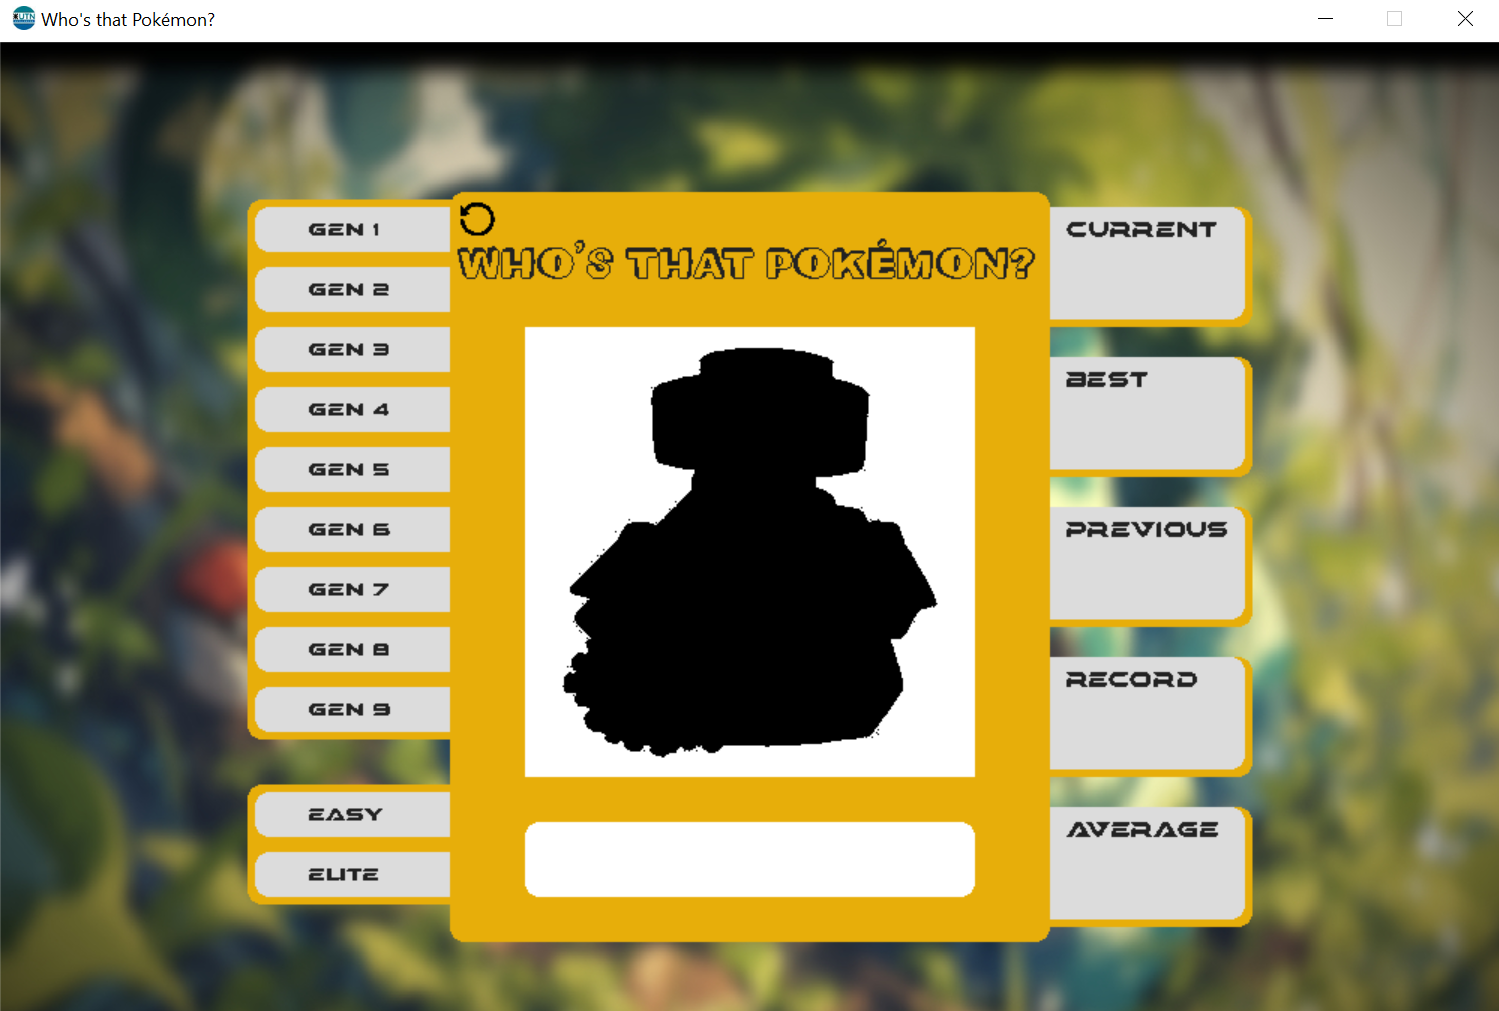 UTN
Who's that Pokémon?
WHO'S THAT POKÉMON?
GEN 1
GEN 2
GEN 3
GEN 4
GEN 5
GEN 6
GEN 7
GEN 8
GEN 9
EASY
ELITE
CURRENT
BEST
PREVIOUS
RECORD
AVERAGE